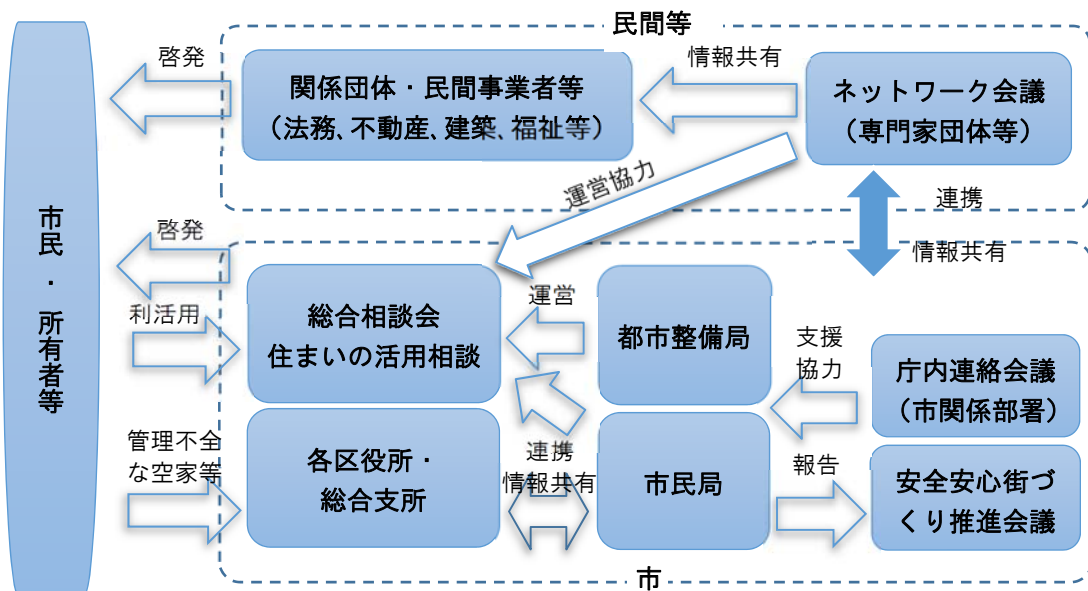 民間等
啓発
関係団体・民間事業者等
（法務、不動産、建築、福祉等）
情報共有
ネットワーク会議
（専門家団体等）
運営協力
連携
情報共有
市民・所有者等
啓発
利活用
総合相談会
住まいの活用相談
運営
都市整備局
支援
協力
庁内連絡会議
（市関係部署）
管理不全
な空家等
各区役所・
総合支所
連携
情報共有
市民局
報告
安全安心街づ
くり推進会議
市